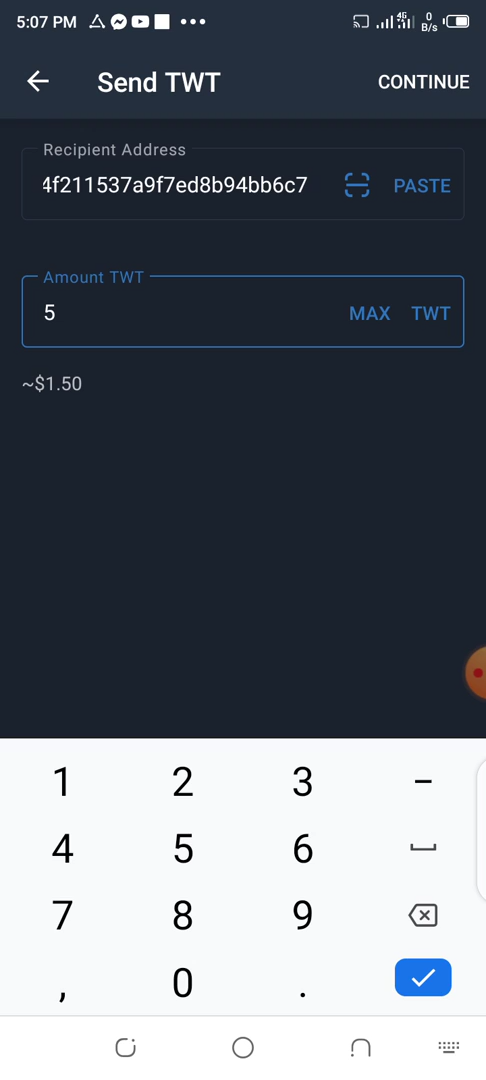 5:07 PM 4G 0 B/s
Send TWT CONTINUE
Recipient Address
4f211537a9f7ed8b94bb6c7 PASTE
Amount TWT
5 MAX TWT
~$1.50
1 2 3 -
4 5 6
7 8 9
, 0 .